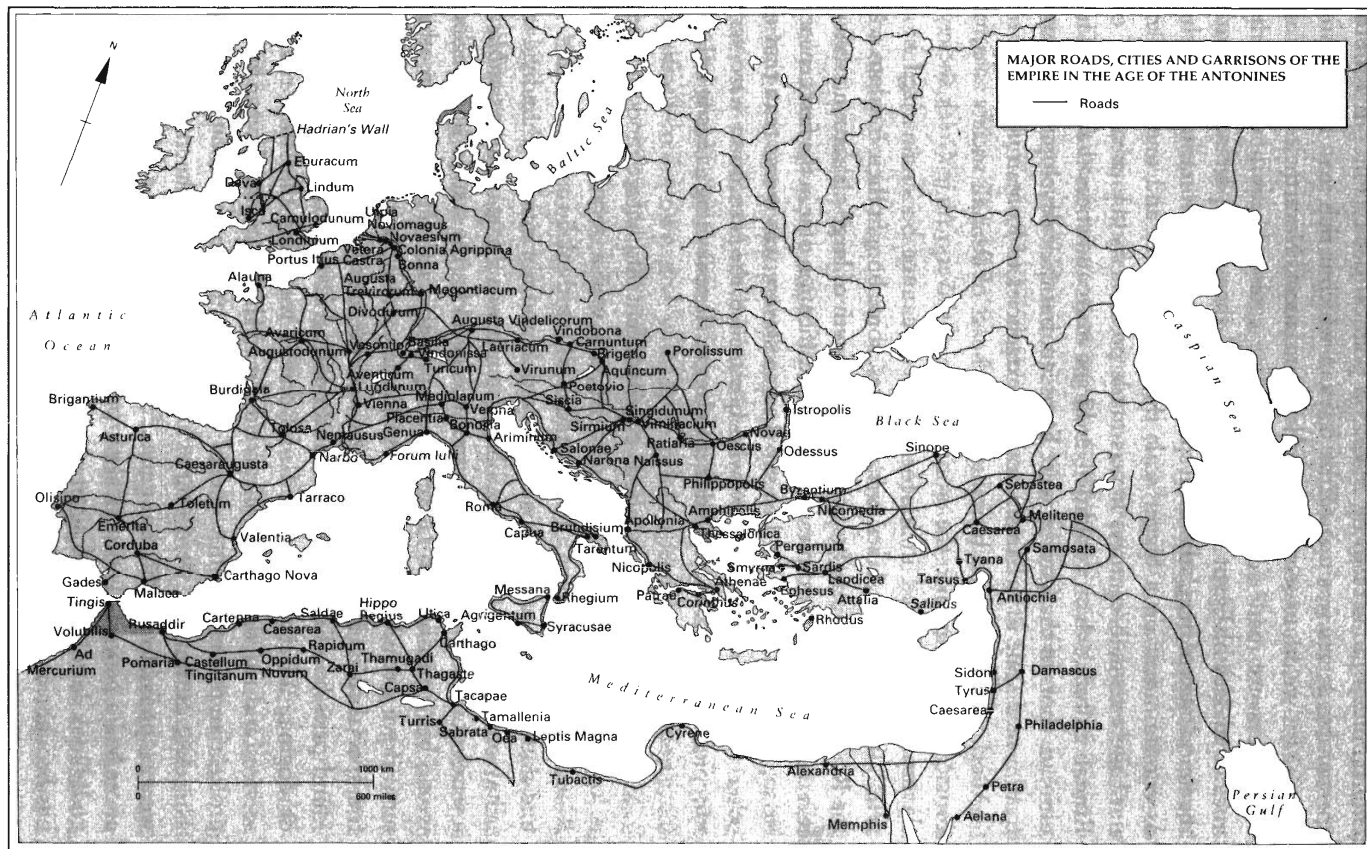 MAJOR ROADS, CITIES AND GARRISONS OF THE
EMPIRE IN THE AGE OF THE ANTONINES
Roads
N
North
Sea
Hadrian's Wall
Baltic Sea
Eburacum
Deva
Lindum
Isca
Camulodunum
Londinium
Ulpia
Noviomagus
Novaesium
Vetera
Colonia Agrippina
Portus Itius
Castra
Bonna
Alauna
Augusta
Trevirorum
Mogontiacum
Divodurum
Atlantic
Ocean
Caspian Sea
Augusta Vindelicorum
Avaricum
Vindobona
Vesontio
Basilia
Carnuntum
Augustodunum
Vindonissa
Lauriacum
Brigetio
Porolissum
Aventicum
Turicum
Virunum
Aquincum
Burdigala
Lugdunum
Poetovio
Brigantium
Vienna
Mediolanum
Siscia
Singidunum
Istropolis
Placentia
Verona
Black Sea
Asturica
Tolosa
Nemausus
Genua
Bononia
Ariminum
Sirmium
Viminacium
Ratiaria
Oescus
Novae
Odessus
Sinope
Caesaraugusta
Narbo
Forum Iulii
Salonae
Narona
Naissus
Philippopolis
Byzantium
Sebastea
Olisipo
Toletum
Tarraco
Roma
Nicomedia
Melitene
Emerita
Capua
Brundisium
Apollonia
Amphipolis
Caesarea
Corduba
Valentia
Tarentum
Thessalonica
Samosata
Pergamum
Tyana
Gades
Malaca
Carthago Nova
Nicopolis
Smyrna
Sardis
Athenae
Laodicea
Tarsus
Tingis
Messana
Rhegium
Patrae
Corinthus
Ephesus
Attalia
Salinus
Antiochia
Volubilis
Rusaddir
Cartenna
Saldae
Hippo
Regius
Utica
Agrigentum
Syracusae
Rhodus
Caesarea
Carthago
Ad
Mercurium
Pomaria
Castellum
Tingitanum
Oppidum
Novum
Rapidum
Zarai
Thamugadi
Thagaste
Sidon
Damascus
Capsa
Tacapae
Mediterranean Sea
Tyrus
Caesarea
Turris
Tamallenia
Sabrata
Oea
Leptis Magna
Cyrene
Philadelphia
Tubactis
Alexandria
Petra
Memphis
Aelana
Persian
Gulf
0
1000 km
0
600 miles